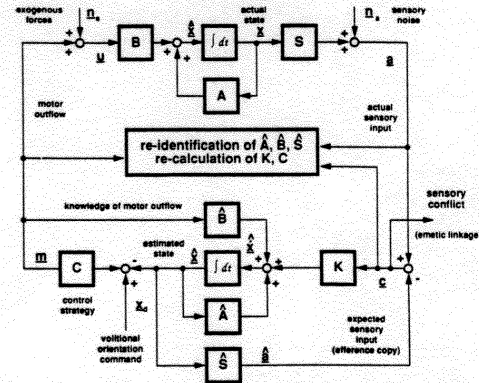 exogenous
forces
n_e
actual
state
n_a
sensory
noise
+
+
u
B
+
+
ẋ
∫ dt
x
S
+
+
a
A
motor
outflow
actual
sensory
input
re-identification of Â, B̂, Ŝ
re-calculation of K, C
sensory
conflict
(emetic linkage)
knowledge of motor outflow
B̂
estimated
state
m
C
-
+
x̂
∫ dt
x̂̇
+
+
+
K
c
+
-
control
strategy
x_d
Â
volitional
orientation
command
expected
sensory
input
(efference copy)
Ŝ
â